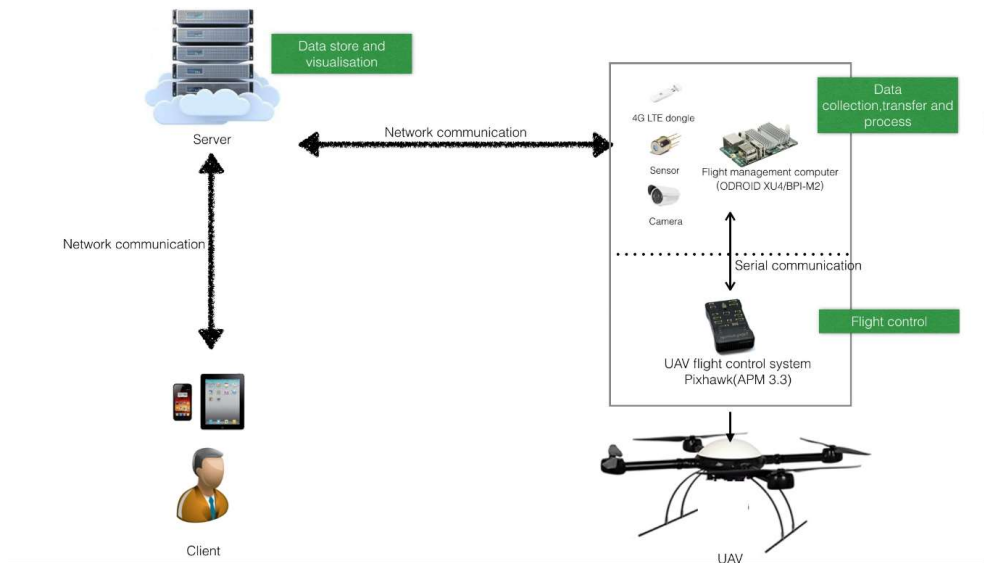 Data store and
visualisation
Server
Network communication
Network communication
Client
4G LTE dongle
Sensor
Camera
Data
collection,transfer and
process
Flight management computer
(ODROID XU4/BPI-M2)
Serial communication
Flight control
UAV flight control system
Pixhawk(APM 3.3)
UAV